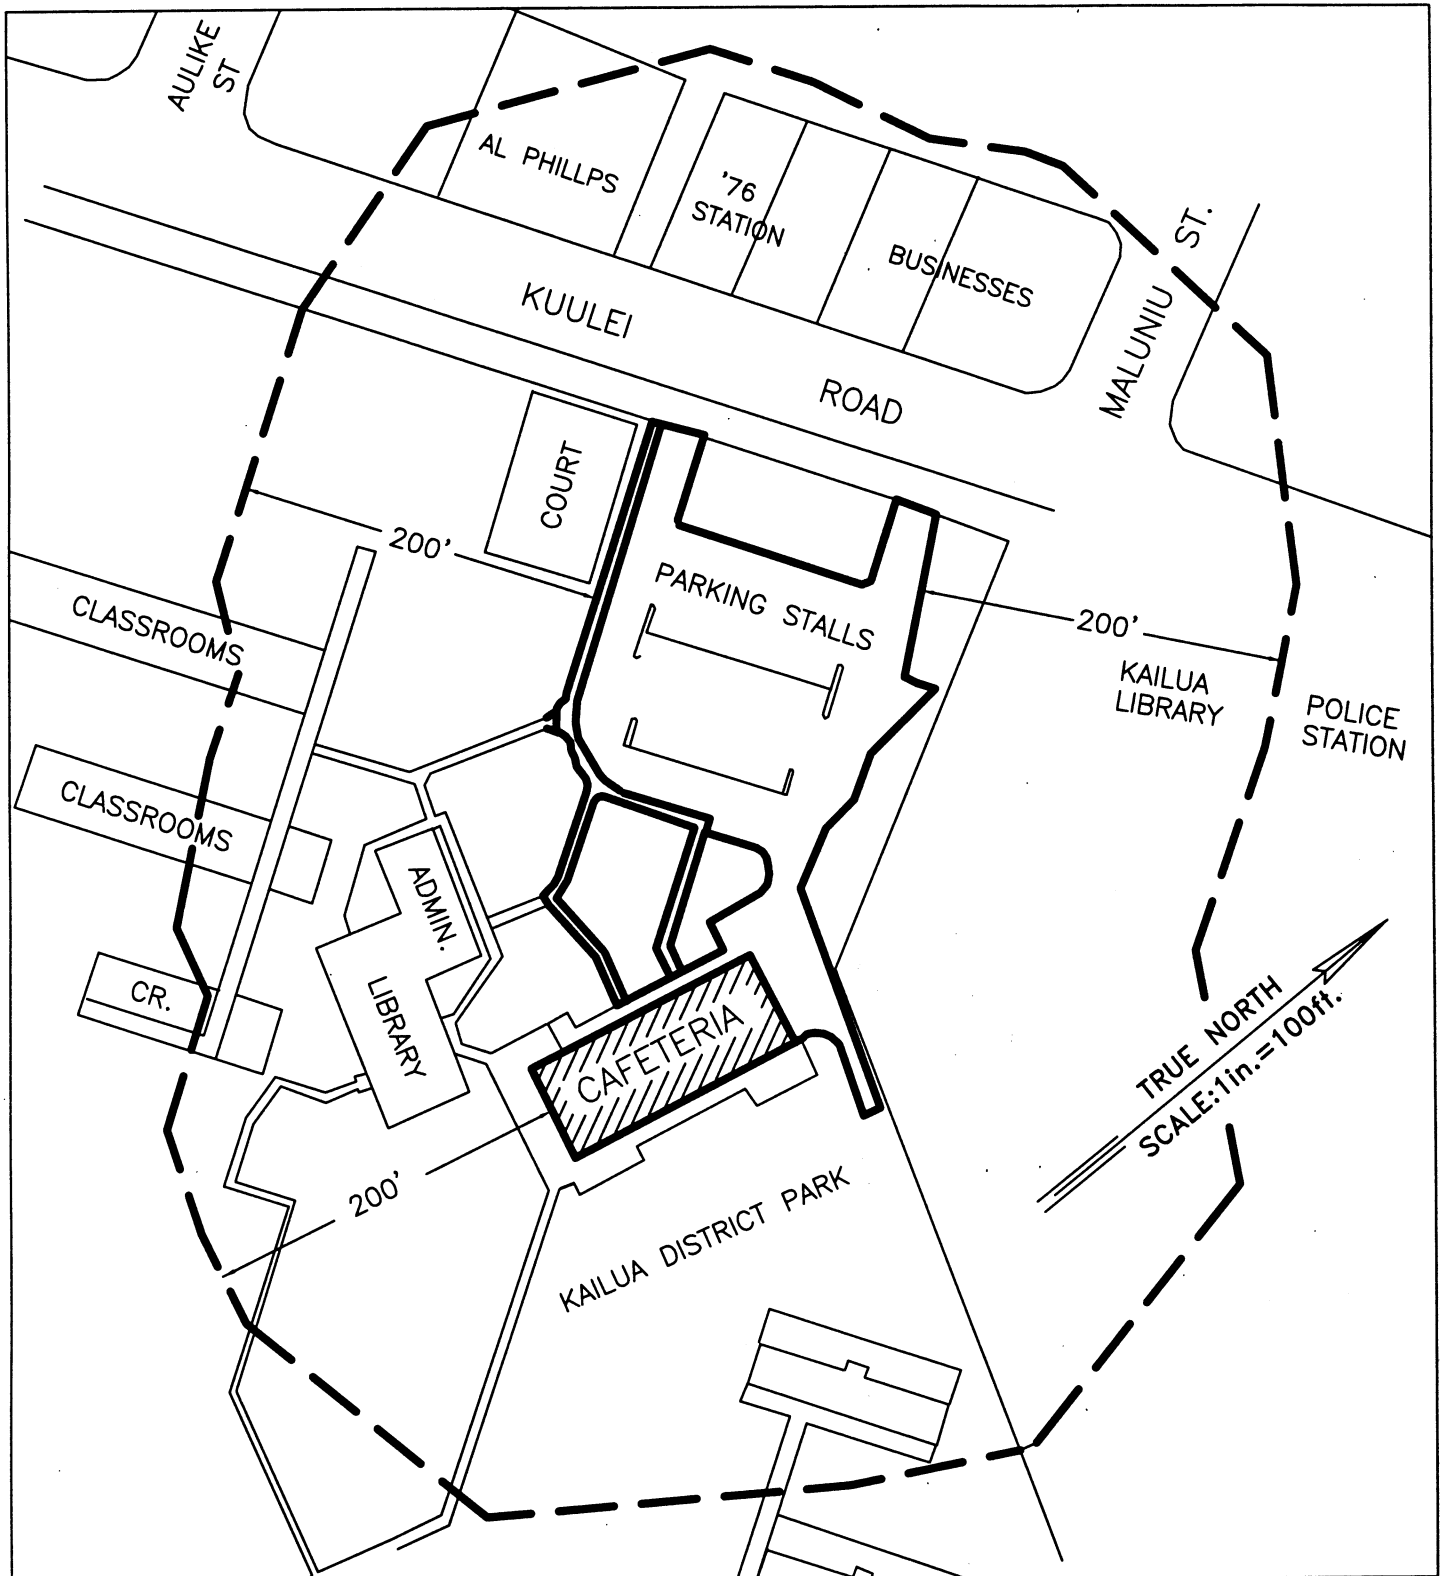 AULIKE
ST
AL PHILLPS
'76
STATION
BUSINESSES
MALUNIU ST.
KUULEI ROAD
COURT
200'
PARKING STALLS
200'
CLASSROOMS
KAILUA
LIBRARY
POLICE
STATION
CLASSROOMS
ADMIN.
CR.
LIBRARY
CAFETERIA
TRUE NORTH
SCALE:1in.=100ft.
200'
KAILUA DISTRICT PARK